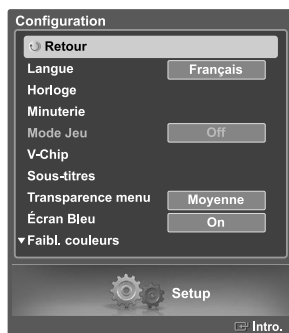 Configuration
Retour
Langue Français
Horloge
Minuterie
Mode Jeu Off
V-Chip
Sous-titres
Transparence menu Moyenne
Écran Bleu On
▼Faibl. couleurs
Setup
Intro.